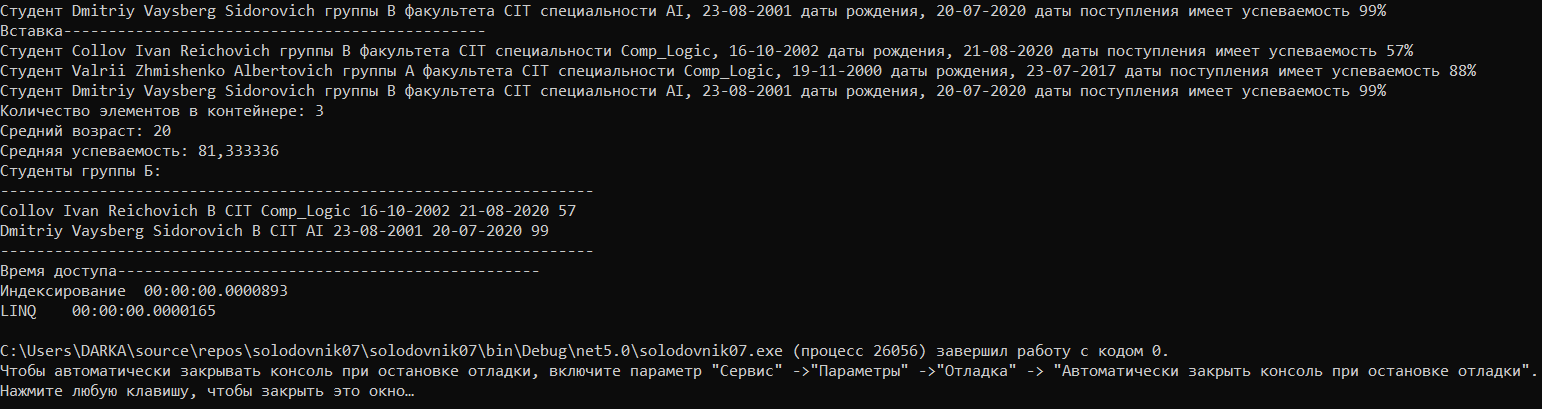 Студент Dmitriy Vaysberg Sidorovich группы B факультета CIT специальности AI, 23-08-2001 даты рождения, 20-07-2020 даты поступления имеет успеваемость 99%
Вставка-----------------------------------------------
Студент Collov Ivan Reichovich группы B факультета CIT специальности Comp_Logic, 16-10-2002 даты рождения, 21-08-2020 даты поступления имеет успеваемость 57%
Студент Valrii Zhmishenko Albertovich группы A факультета CIT специальности Comp_Logic, 19-11-2000 даты рождения, 23-07-2017 даты поступления имеет успеваемость 88%
Студент Dmitriy Vaysberg Sidorovich группы B факультета CIT специальности AI, 23-08-2001 даты рождения, 20-07-2020 даты поступления имеет успеваемость 99%
Количество элементов в контейнере: 3
Средний возраст: 20
Средняя успеваемость: 81,333336
Студенты группы Б:
------------------------------------------------------------------
Collov Ivan Reichovich B CIT Comp_Logic 16-10-2002 21-08-2020 57
Dmitriy Vaysberg Sidorovich B CIT AI 23-08-2001 20-07-2020 99
------------------------------------------------------------------
Время доступа-----------------------------------------------
Индексирование  00:00:00.0000893
LINQ    00:00:00.0000165
C:\Users\DARKA\source\repos\solodovnik07\solodovnik07\bin\Debug\net5.0\solodovnik07.exe (процесс 26056) завершил работу с кодом 0.
Чтобы автоматически закрывать консоль при остановке отладки, включите параметр "Сервис" ->"Параметры" ->"Отладка" -> "Автоматически закрыть консоль при остановке отладки".
Нажмите любую клавишу, чтобы закрыть это окно…